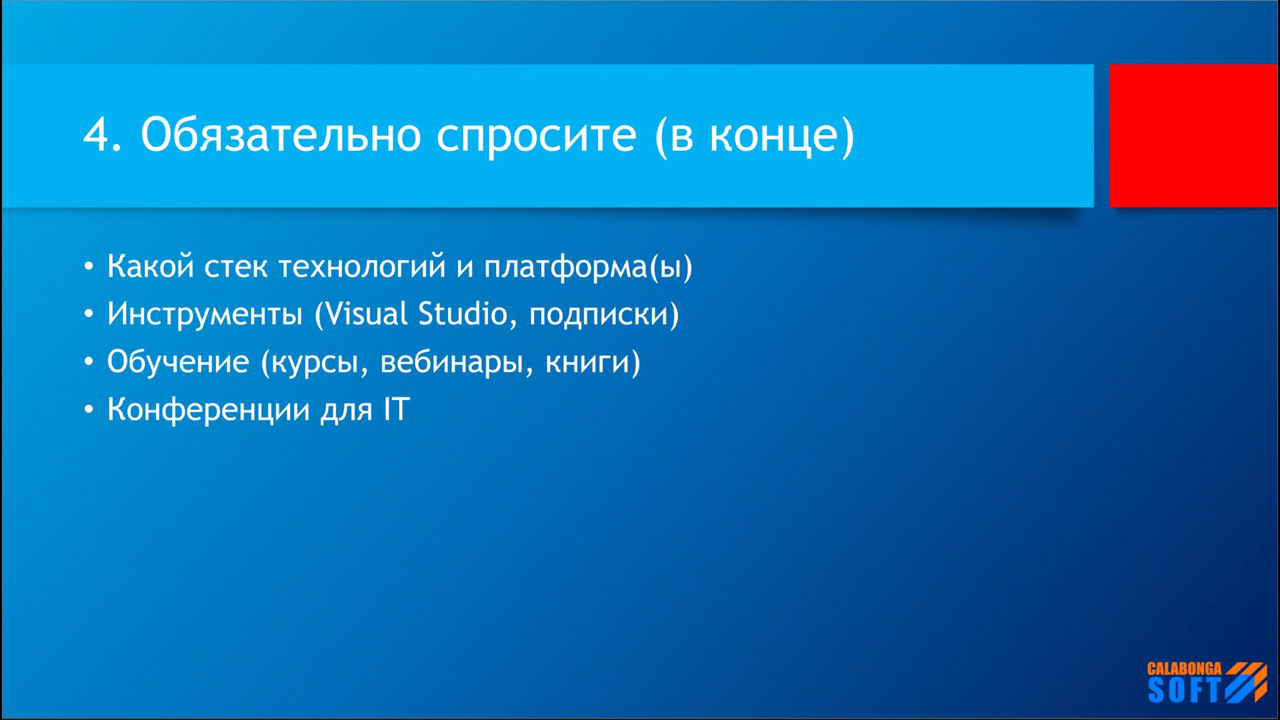 4. Обязательно спросите (в конце)
• Какой стек технологий и платформа(ы)
• Инструменты (Visual Studio, подписки)
• Обучение (курсы, вебинары, книги)
• Конференции для IT
CALABONGA
SOFT